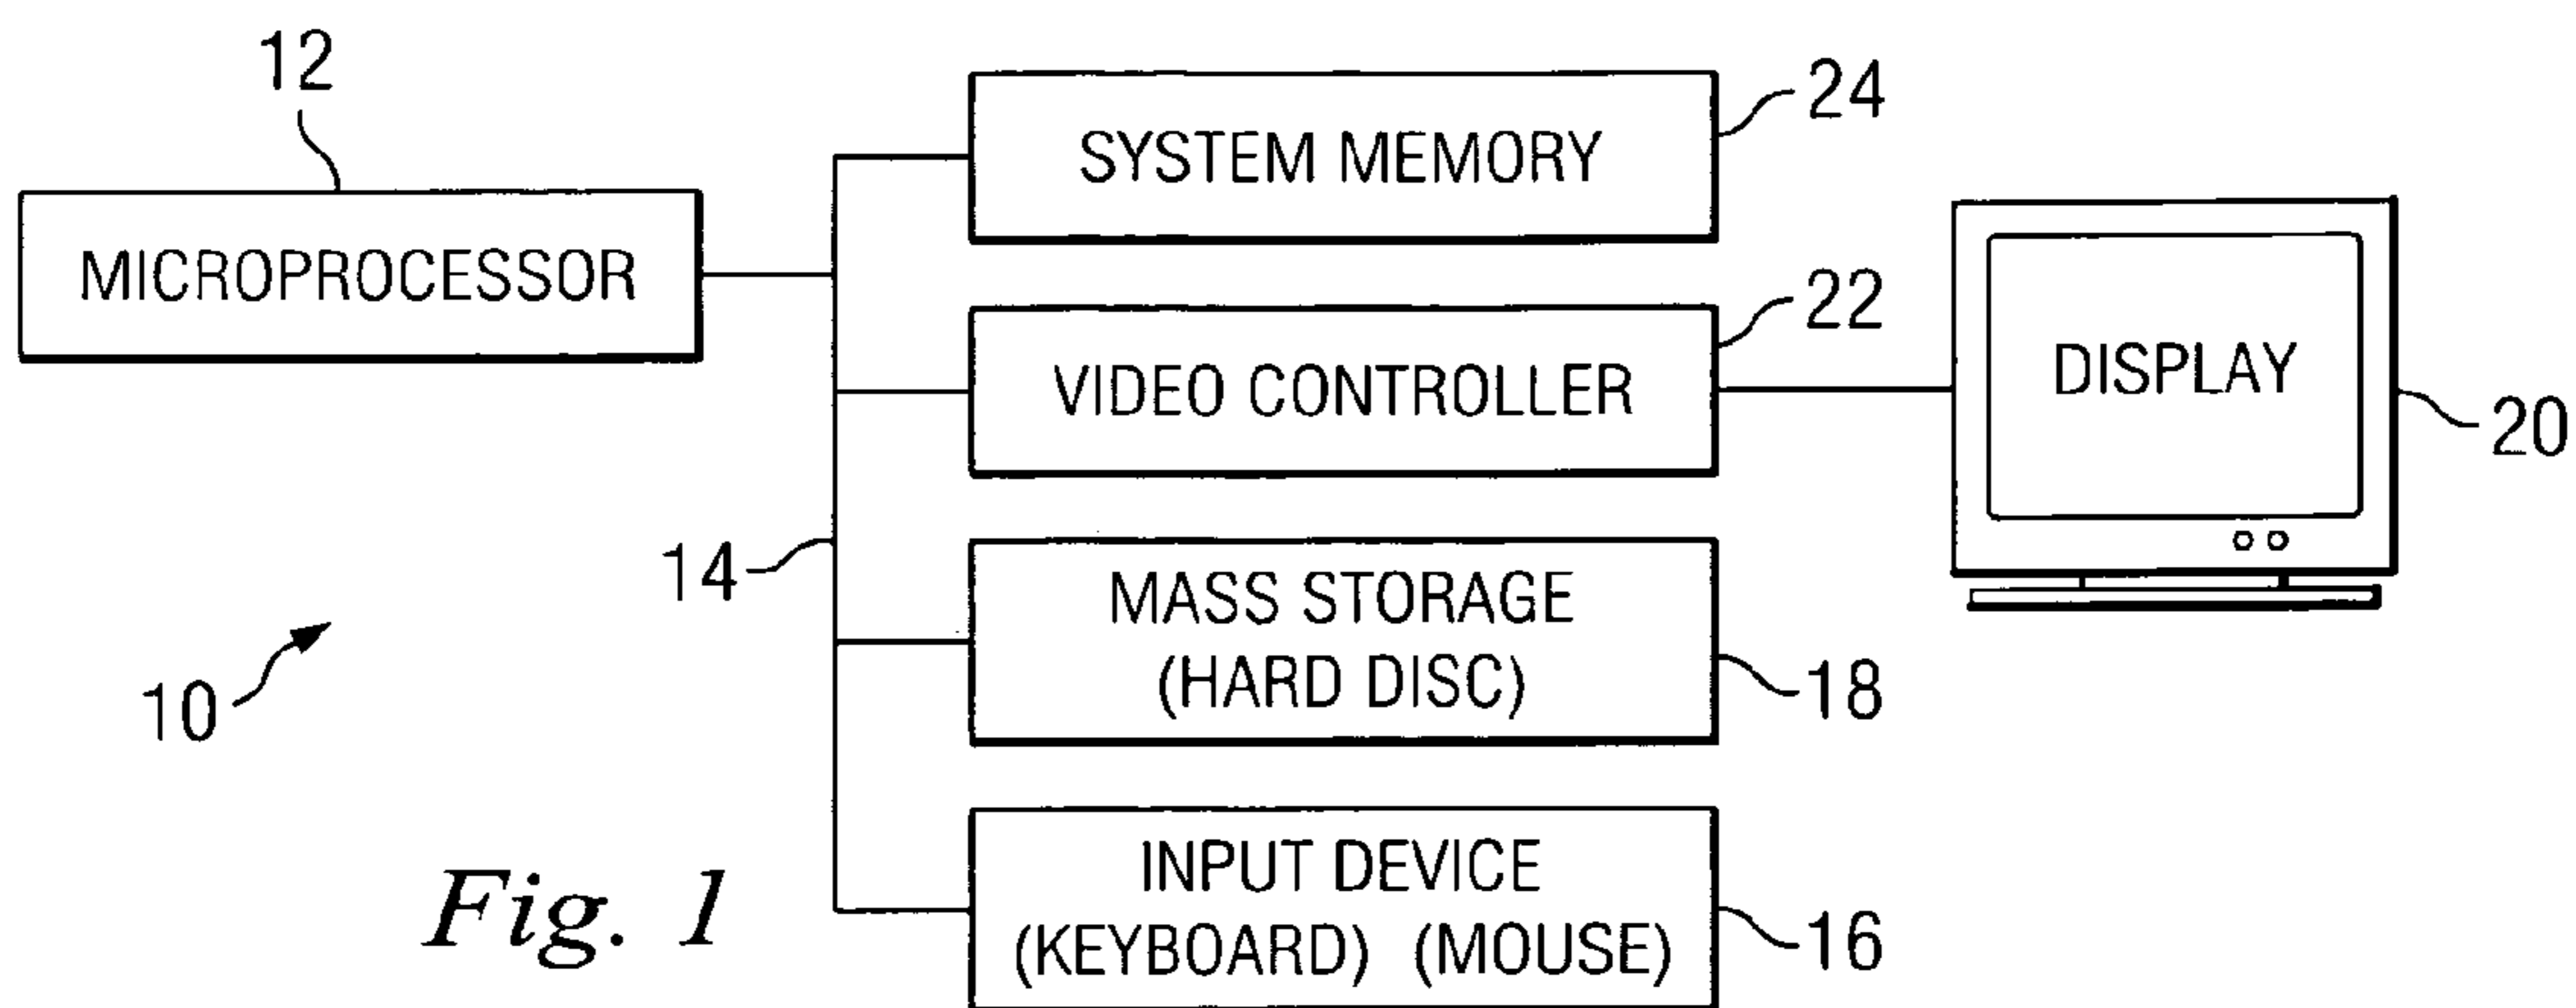 12
MICROPROCESSOR
SYSTEM MEMORY
24
VIDEO CONTROLLER
22
DISPLAY
20
14
MASS STORAGE
(HARD DISC)
18
10
INPUT DEVICE
(KEYBOARD) (MOUSE)
16
Fig. 1